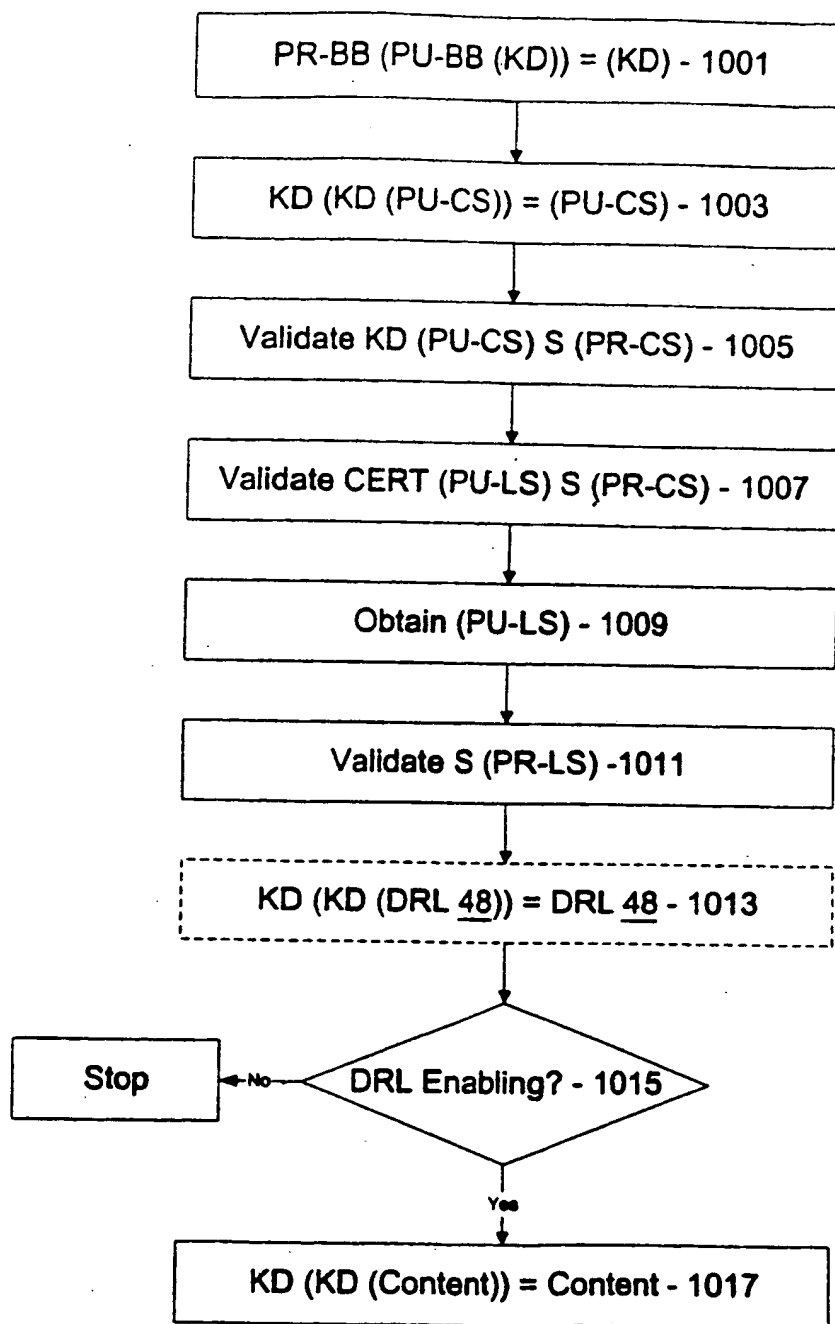 PR-BB (PU-BB (KD)) = (KD) - 1001
KD (KD (PU-CS)) = (PU-CS) - 1003
Validate KD (PU-CS) S (PR-CS) - 1005
Validate CERT (PU-LS) S (PR-CS) - 1007
Obtain (PU-LS) - 1009
Validate S (PR-LS) -1011
KD (KD (DRL 48)) = DRL 48 - 1013
DRL Enabling? - 1015
No
Stop
Yes
KD (KD (Content)) = Content - 1017